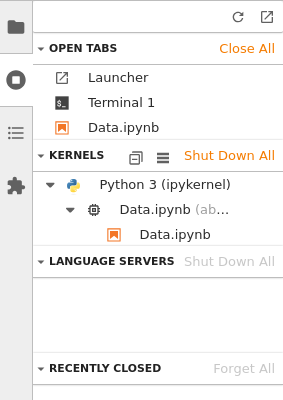 OPEN TABS Close All
Launcher
Terminal 1
Data.ipynb
KERNELS Shut Down All
Python 3 (ipykernel)
Data.ipynb (ab…
Data.ipynb
LANGUAGE SERVERS Shut Down All
RECENTLY CLOSED Forget All